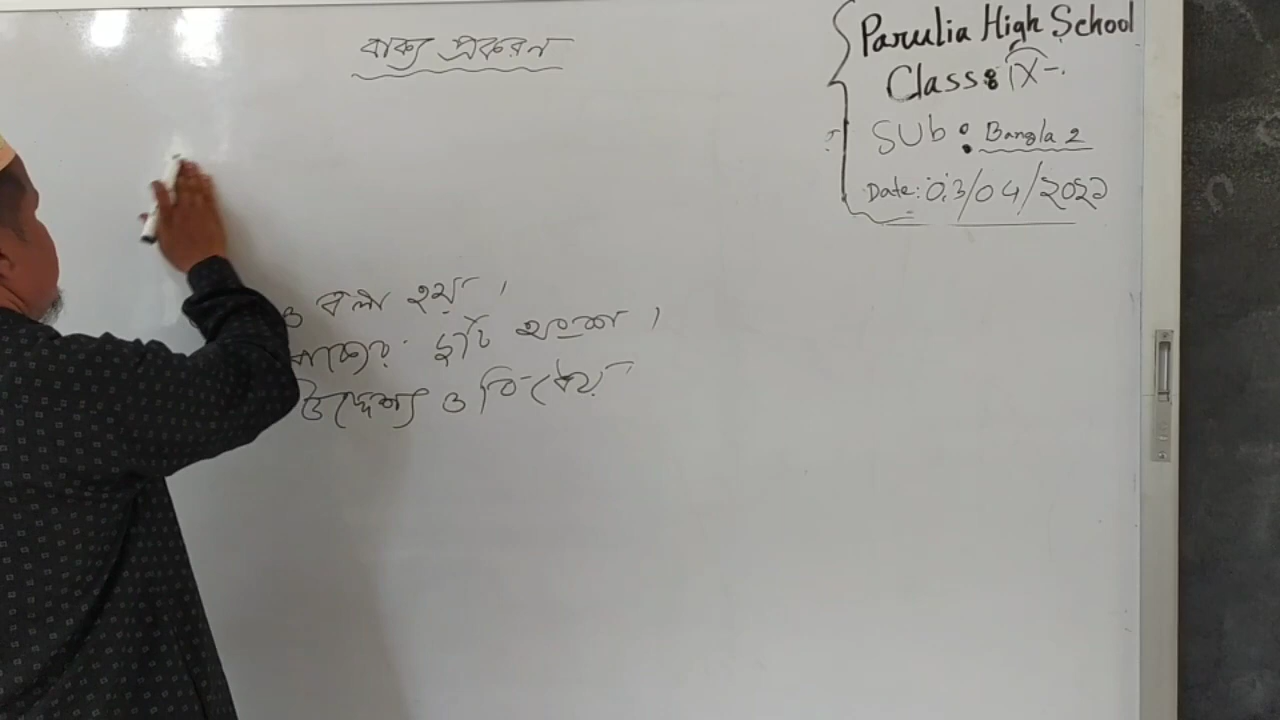 বাক্য প্রকরণ
Parulia High School
Class: IX
Sub: Bangla 2
Date: 03/04/2022
ও বলা হয়।
বাক্যের দুটি অংশ।
উদ্দেশ্য ও বিধেয়